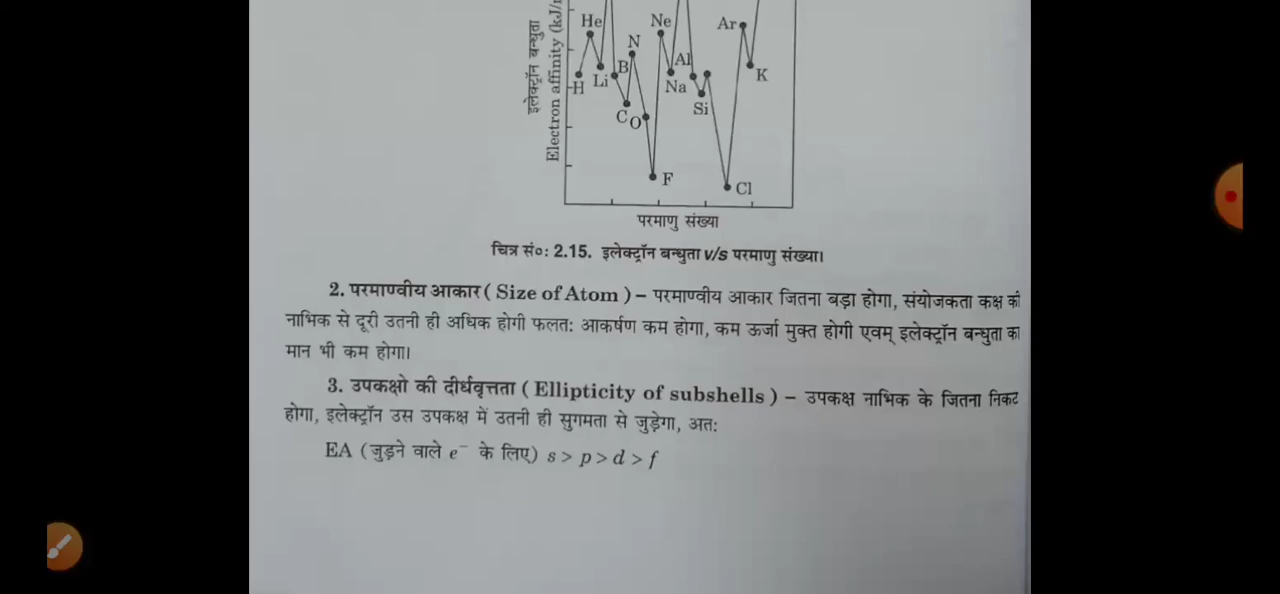 He
Ne
Ar
N
Al
B
Li
H
Na
K
Si
C
O
F
Cl
इलेक्ट्रॉन बन्धुता
Electron affinity (kJ/
परमाणु संख्या
चित्र सं०: 2.15. इलेक्ट्रॉन बन्धुता v/s परमाणु संख्या।
2. परमाण्वीय आकार ( Size of Atom ) – परमाण्वीय आकार जितना बड़ा होगा, संयोजकता कक्ष की
नाभिक से दूरी उतनी ही अधिक होगी फलत: आकर्षण कम होगा, कम ऊर्जा मुक्त होगी एवम् इलेक्ट्रॉन बन्धुता का
मान भी कम होगा।
3. उपकक्षो की दीर्धवृत्तता ( Ellipticity of subshells ) – उपकक्ष नाभिक के जितना निकट
होगा, इलेक्ट्रॉन उस उपकक्ष में उतनी ही सुगमता से जुड़ेगा, अत:
EA (जुड़ने वाले e⁻ के लिए) s > p > d > f